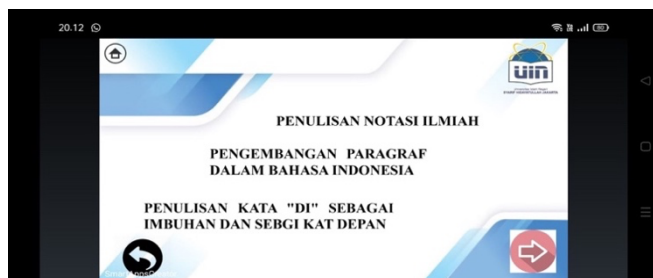 20.12
uin
PENULISAN NOTASI ILMIAH
PENGEMBANGAN PARAGRAF
DALAM BAHASA INDONESIA
PENULISAN KATA "DI" SEBAGAI
IMBUHAN DAN SEBGI KAT DEPAN